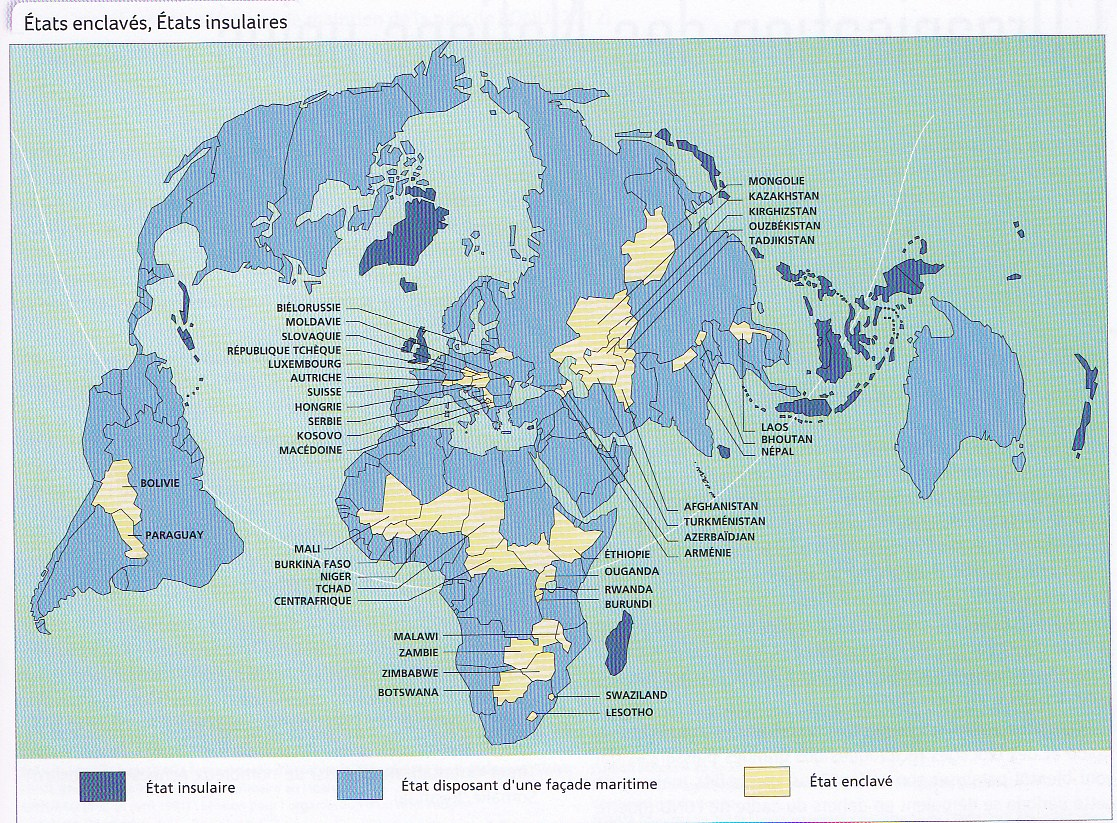 États enclavés, États insulaires
MONGOLIE
KAZAKHSTAN
KIRGHIZSTAN
OUZBÉKISTAN
TADJIKISTAN
BIÉLORUSSIE
MOLDAVIE
SLOVAQUIE
RÉPUBLIQUE TCHÈQUE
LUXEMBOURG
AUTRICHE
SUISSE
HONGRIE
SERBIE
KOSOVO
MACÉDOINE
LAOS
BHOUTAN
NÉPAL
BOLIVIE
PARAGUAY
AFGHANISTAN
TURKMÉNISTAN
AZERBAÏDJAN
ARMÉNIE
MALI
BURKINA FASO
NIGER
TCHAD
CENTRAFRIQUE
ÉTHIOPIE
OUGANDA
RWANDA
BURUNDI
MALAWI
ZAMBIE
ZIMBABWE
BOTSWANA
SWAZILAND
LESOTHO
État insulaire
État disposant d'une façade maritime
État enclavé